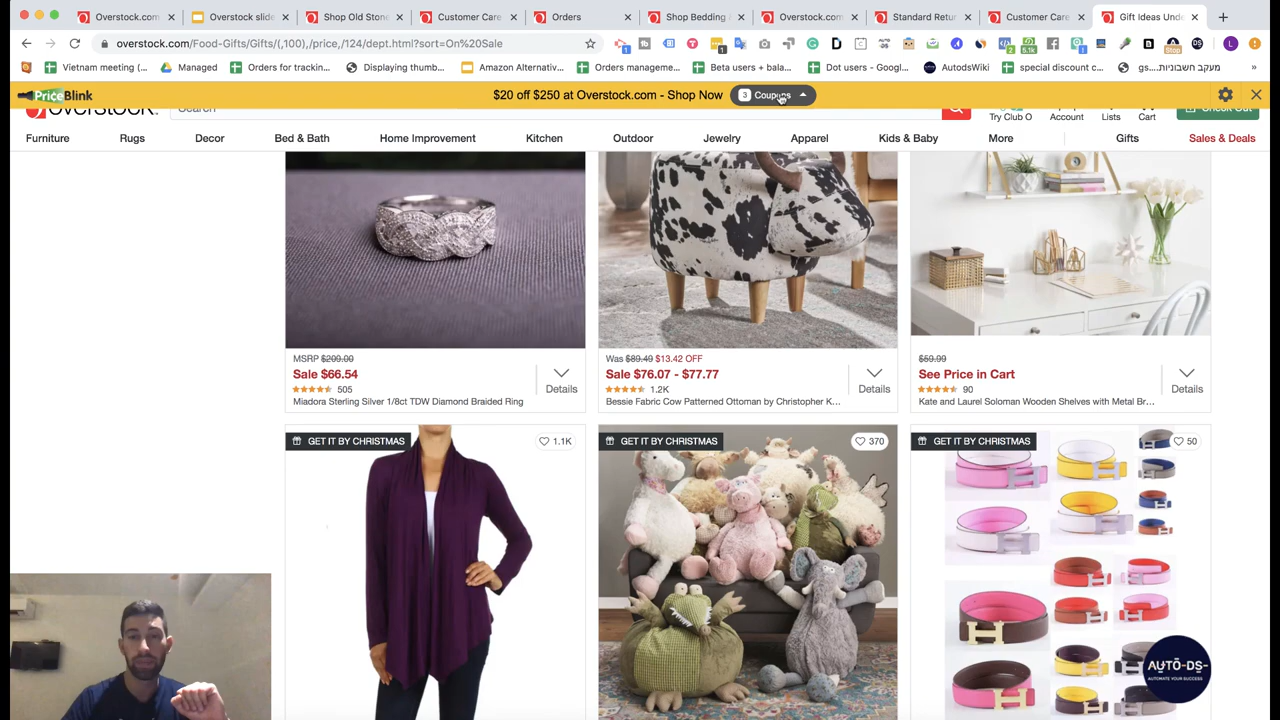 Overstock.com
Overstock slide
Shop Old Stone
Customer Care
Orders
Shop Bedding
Overstock.com
Standard Retur
Customer Care
Gift Ideas Unde
overstock.com/Food-Gifts/Gifts/(,100(/price,/124/dept.html?sort=On%20Sale
Vietnam meeting (...
Managed
Orders for trackin...
Displaying thumb...
Amazon Alternativ...
Orders manageme...
Beta users + bala...
Dot users - Googl...
AutodsWiki
special discount c...
מעקב חשבוניות.gs...
PriceBlink
$20 off $250 at Overstock.com - Shop Now
3 Coupons
Search
Try Club O
Account
Lists
Cart
Check Out
Furniture
Rugs
Decor
Bed & Bath
Home Improvement
Kitchen
Outdoor
Jewelry
Apparel
Kids & Baby
More
Gifts
Sales & Deals
MSRP $209.00
Sale $66.54
505
Miadora Sterling Silver 1/8ct TDW Diamond Braided Ring
Details
Was $89.49 $13.42 OFF
Sale $76.07 - $77.77
1.2K
Bessie Fabric Cow Patterned Ottoman by Christopher K...
Details
$59.99
See Price in Cart
90
Kate and Laurel Soloman Wooden Shelves with Metal Br...
Details
GET IT BY CHRISTMAS
1.1K
GET IT BY CHRISTMAS
370
GET IT BY CHRISTMAS
50
AUTO-DS
AUTOMATE YOUR SUCCESS